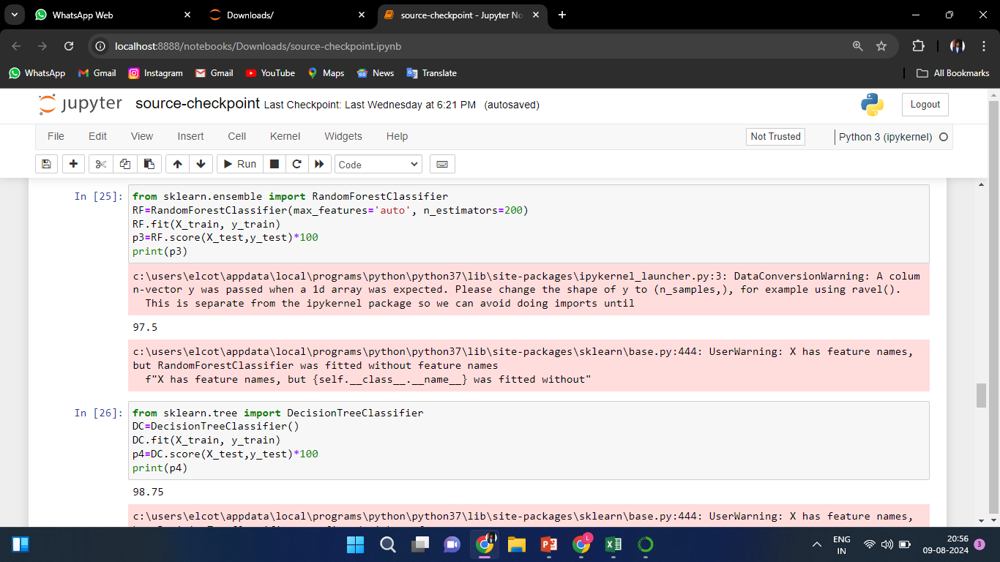 WhatsApp Web
Downloads/
source-checkpoint - Jupyter No
localhost:8888/notebooks/Downloads/source-checkpoint.ipynb
WhatsApp
Gmail
Instagram
Gmail
YouTube
Maps
News
Translate
All Bookmarks
jupyter source-checkpoint Last Checkpoint: Last Wednesday at 6:21 PM (autosaved)
Logout
File Edit View Insert Cell Kernel Widgets Help
Not Trusted
Python 3 (ipykernel)
Run
Code
In [25]:
from sklearn.ensemble import RandomForestClassifier
RF=RandomForestClassifier(max_features='auto', n_estimators=200)
RF.fit(X_train, y_train)
p3=RF.score(X_test,y_test)*100
print(p3)
c:\users\elcot\appdata\local\programs\python\python37\lib\site-packages\ipykernel_launcher.py:3: DataConversionWarning: A colum
n-vector y was passed when a 1d array was expected. Please change the shape of y to (n_samples,), for example using ravel().
  This is separate from the ipykernel package so we can avoid doing imports until
97.5
c:\users\elcot\appdata\local\programs\python\python37\lib\site-packages\sklearn\base.py:444: UserWarning: X has feature names,
but RandomForestClassifier was fitted without feature names
  f"X has feature names, but {self.__class__.__name__} was fitted without"
In [26]:
from sklearn.tree import DecisionTreeClassifier
DC=DecisionTreeClassifier()
DC.fit(X_train, y_train)
p4=DC.score(X_test,y_test)*100
print(p4)
98.75
c:\users\elcot\appdata\local\programs\python\python37\lib\site-packages\sklearn\base.py:444: UserWarning: X has feature names,
L
ENG
IN
20:56
09-08-2024
3